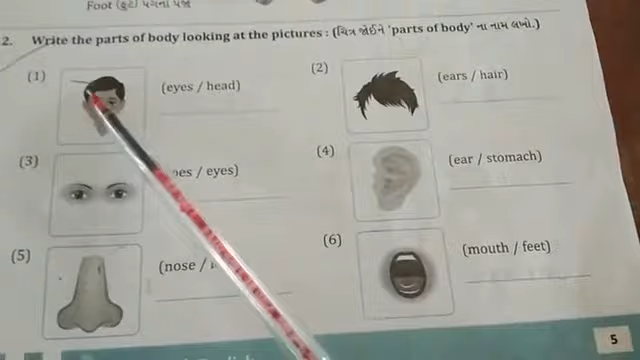 Foot (ફૂટ) પગના પંજા
2. Write the parts of body looking at the pictures : (ચિત્ર જોઈને 'parts of body' ના નામ લખો.)
(1) (eyes / head)
(2) (ears / hair)
(3) / eyes)
(4) (ear / stomach)
(5) (nose /
(6) (mouth / feet)
5